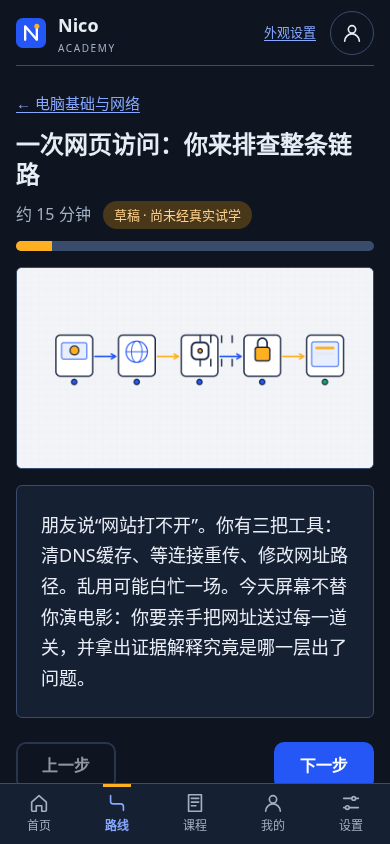 Nico
ACADEMY
外观设置
← 电脑基础与网络
一次网页访问：你来排查整条链
路
约 15 分钟
草稿 · 尚未经真实试学
朋友说“网站打不开”。你有三把工具：
清DNS缓存、等连接重传、修改网址路
径。乱用可能白忙一场。今天屏幕不替
你演电影：你要亲手把网址送过每一道
关，并拿出证据解释究竟是哪一层出了
问题。
上一步
下一步
首页
路线
课程
我的
设置